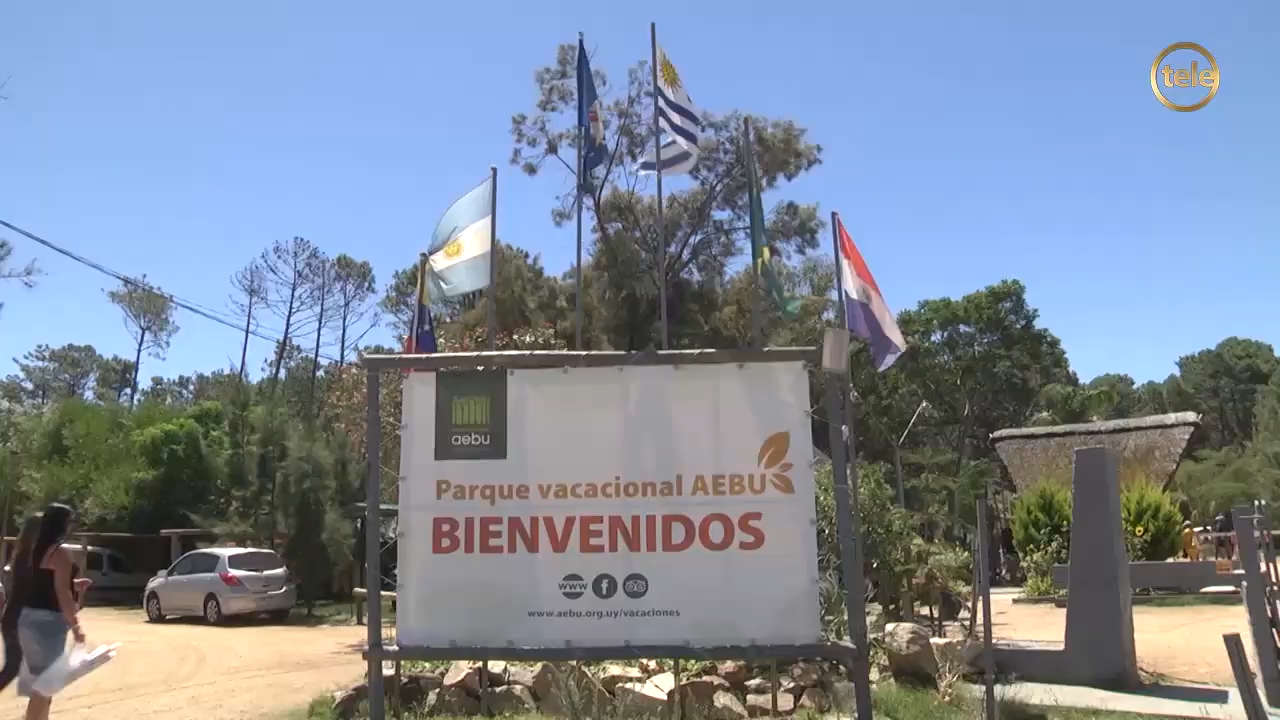 tele
aebu
Parque vacacional AEBU
BIENVENIDOS
www
f
www.aebu.org.uy/vacaciones